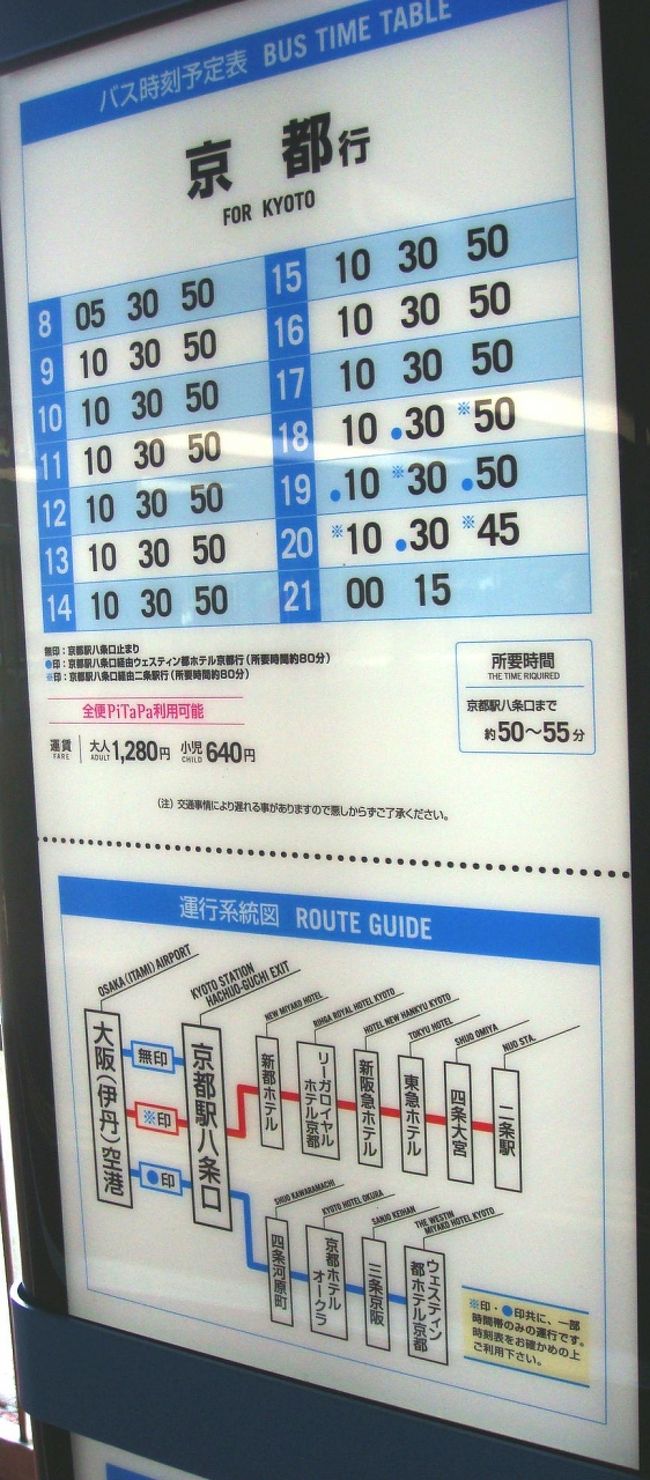 バス時刻予定表 BUS TIME TABLE
京都行
FOR KYOTO
8 05 30 50
9 10 30 50
10 10 30 50
11 10 30 50
12 10 30 50
13 10 30 50
14 10 30 50
15 10 30 50
16 10 30 50
17 10 30 50
18 10 ●30 ※50
19 ●10 ※30 ●50
20 ※10 ●30 ※45
21 00 15
無印：京都駅八条口止まり
●印：京都駅八条口経由ウェスティン都ホテル京都行（所要時間約80分）
※印：京都駅八条口経由二条駅行（所要時間約80分）
全便PiTaPa利用可能
運賃 FARE 大人 ADULT 1,280円 小児 CHILD 640円
所要時間
THE TIME RIQUIRED
京都駅八条口まで
約50〜55分
（注）交通事情により遅れる事がありますので悪しからずご了承ください。
運行系統図 ROUTE GUIDE
OSAKA (ITAMI) AIRPORT
大阪(伊丹)空港
無印
※印
●印
KYOTO STATION
HACHIJO-GUCHI EXIT
京都駅八条口
NEW MIYAKO HOTEL
新都ホテル
RIHGA ROYAL HOTEL KYOTO
リーガロイヤル
ホテル京都
HOTEL NEW HANKYU KYOTO
新阪急ホテル
TOKYU HOTEL
東急ホテル
SHIJO OMIYA
四条大宮
NIJO STA.
二条駅
SHIJO KAWARAMACHI
四条河原町
KYOTO HOTEL OKURA
京都ホテル
オークラ
SANJO KEIHAN
三条京阪
THE WESTIN
MIYAKO HOTEL KYOTO
ウェスティン
都ホテル京都
※印・●印共に、一部
時間帯のみの運行です。
時刻表をお確かめの上
ご利用下さい。